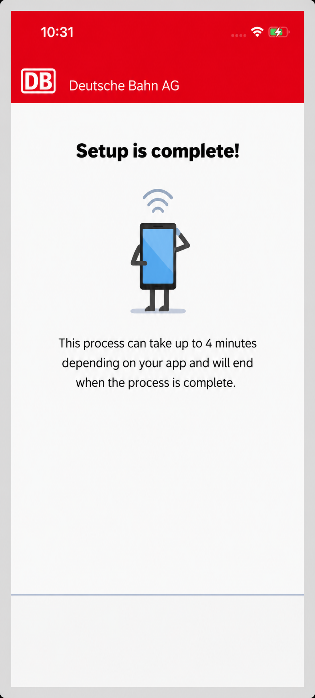 10:31
DB
Deutsche Bahn AG
Setup is complete!
This process can take up to 4 minutes
depending on your app and will end
when the process is complete.